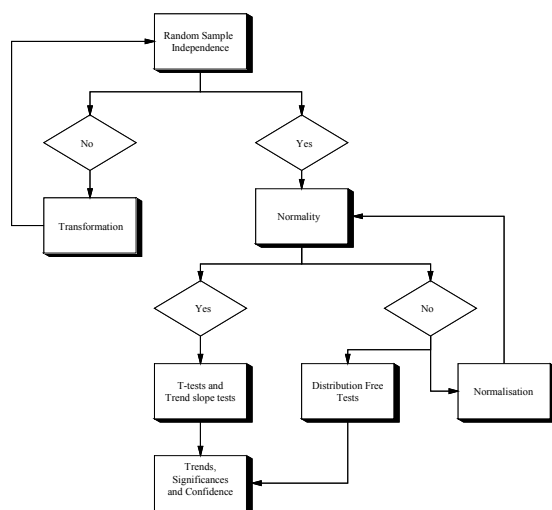 Random Sample
Independence
No
Yes
Transformation
Normality
Yes
No
T-tests and
Trend slope tests
Distribution Free
Tests
Normalisation
Trends,
Significances
and Confidence